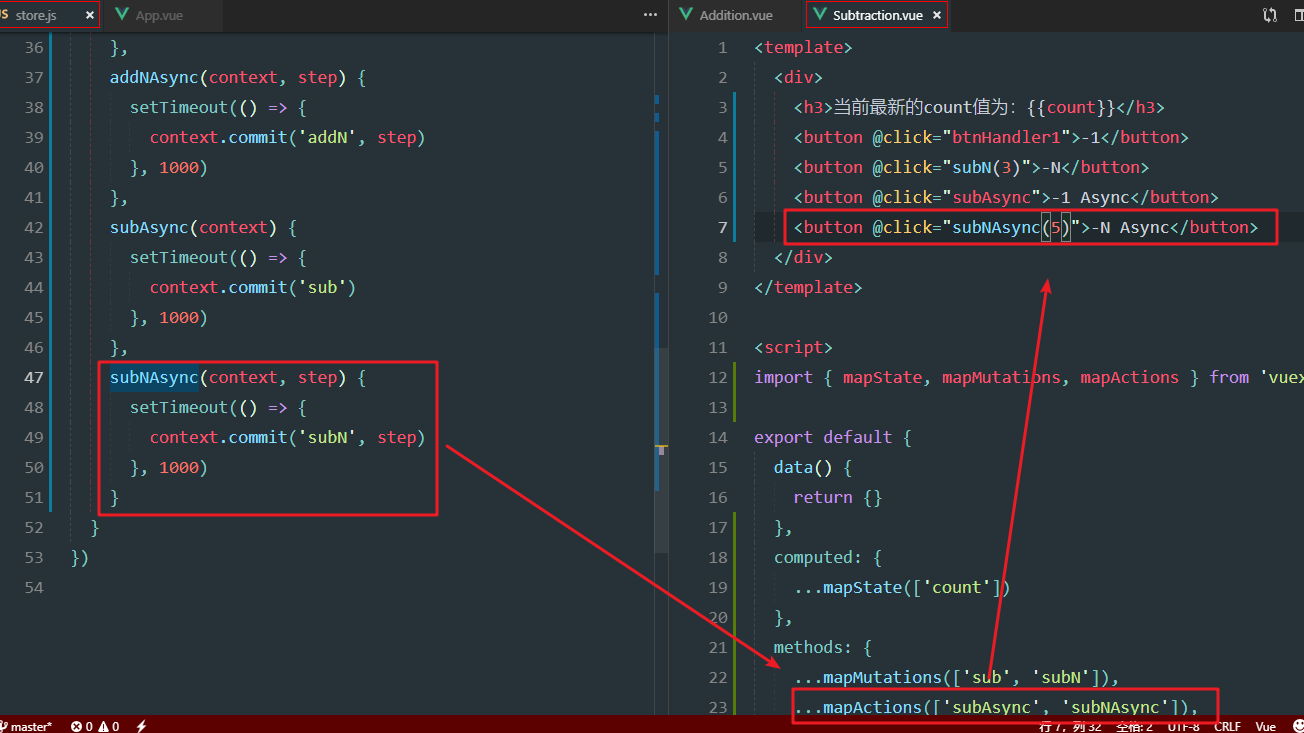 JS store.js × App.vue ···
36 },
37 addNAsync(context, step) {
38 setTimeout(() => {
39 context.commit('addN', step)
40 }, 1000)
41 },
42 subAsync(context) {
43 setTimeout(() => {
44 context.commit('sub')
45 }, 1000)
46 },
47 subNAsync(context, step) {
48 setTimeout(() => {
49 context.commit('subN', step)
50 }, 1000)
51 }
52 }
53 })
54
Addition.vue Subtraction.vue ×
1 <template>
2 <div>
3 <h3>当前最新的count值为：{{count}}</h3>
4 <button @click="btnHandler1">-1</button>
5 <button @click="subN(3)">-N</button>
6 <button @click="subAsync">-1 Async</button>
7 <button @click="subNAsync(5)">-N Async</button>
8 </div>
9 </template>
10
11 <script>
12 import { mapState, mapMutations, mapActions } from 'vuex
13
14 export default {
15 data() {
16 return {}
17 },
18 computed: {
19 ...mapState(['count'])
20 },
21 methods: {
22 ...mapMutations(['sub', 'subN']),
23 ...mapActions(['subAsync', 'subNAsync']),
master* 0 0 行 7，列 32 空格: 2 UTF-8 CRLF Vue